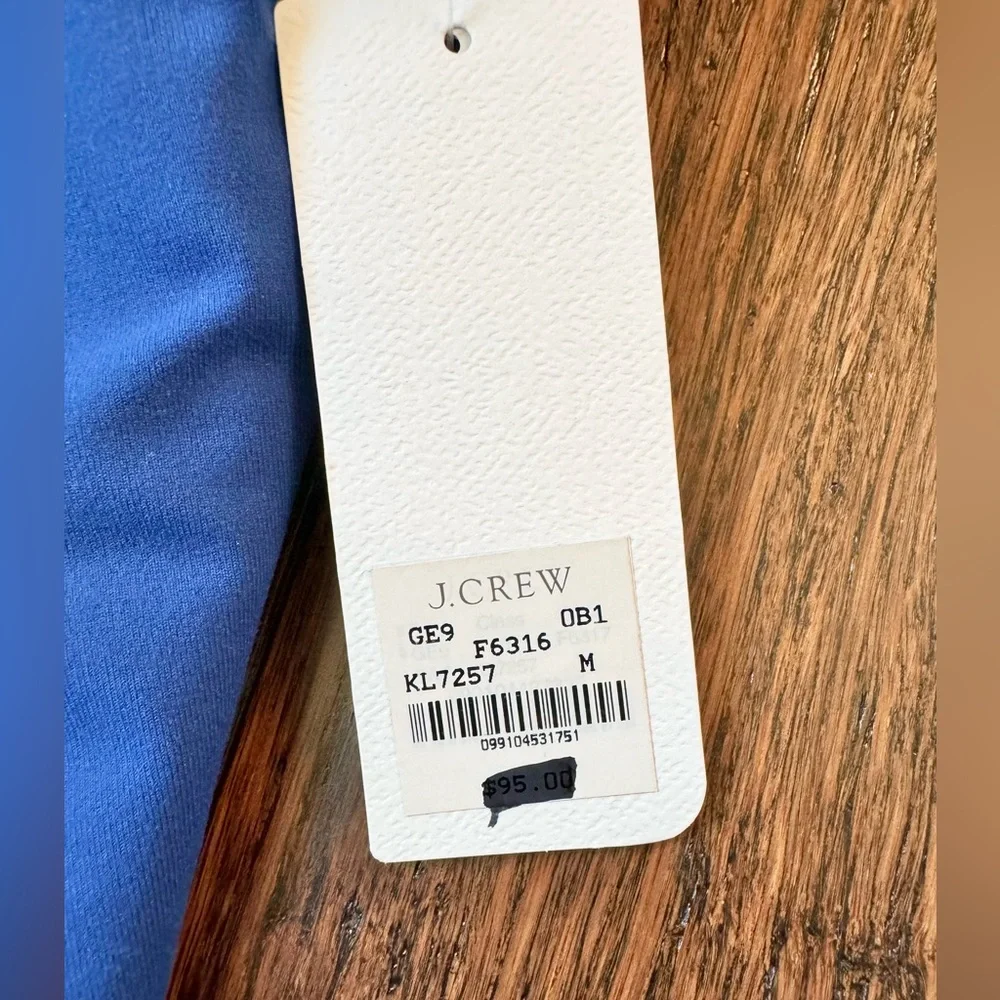 J.CREW
GE9 0B1
F6316
KL7257 M
099104531751
$95.00